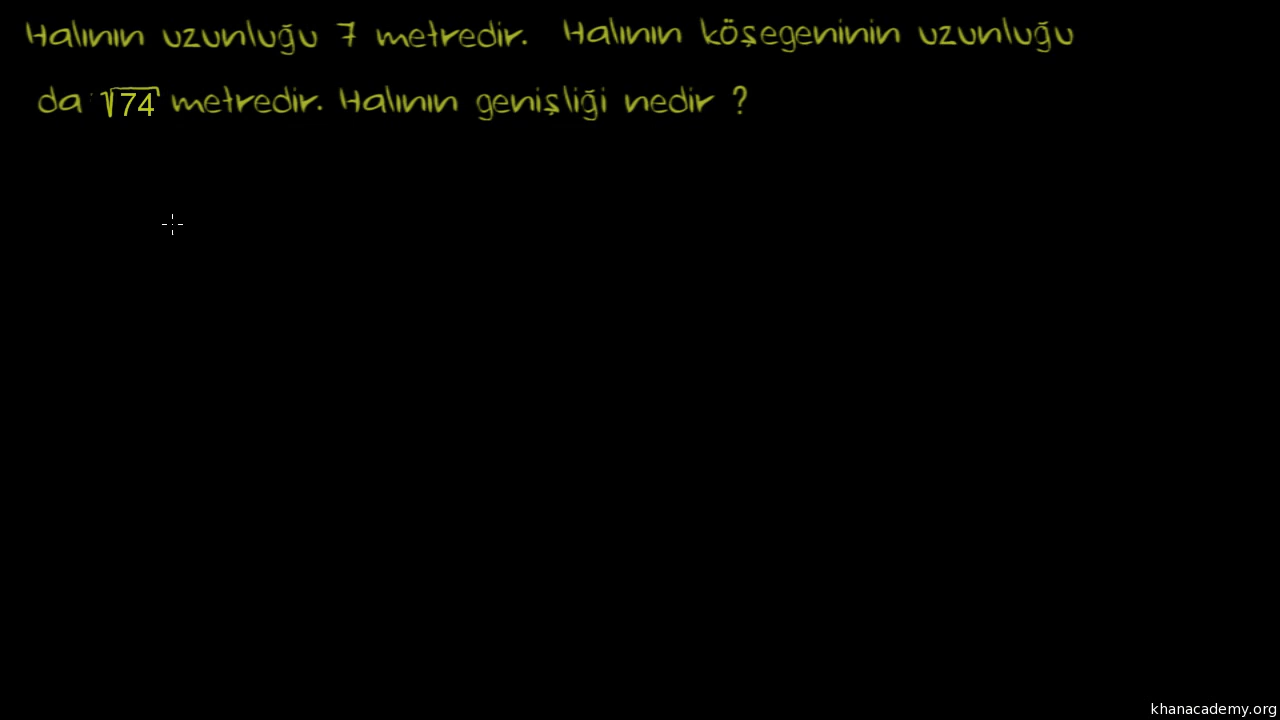 Halının uzunluğu 7 metredir. Halının köşegeninin uzunluğu
da √74 metredir. Halının genişliği nedir ?
khanacademy.org